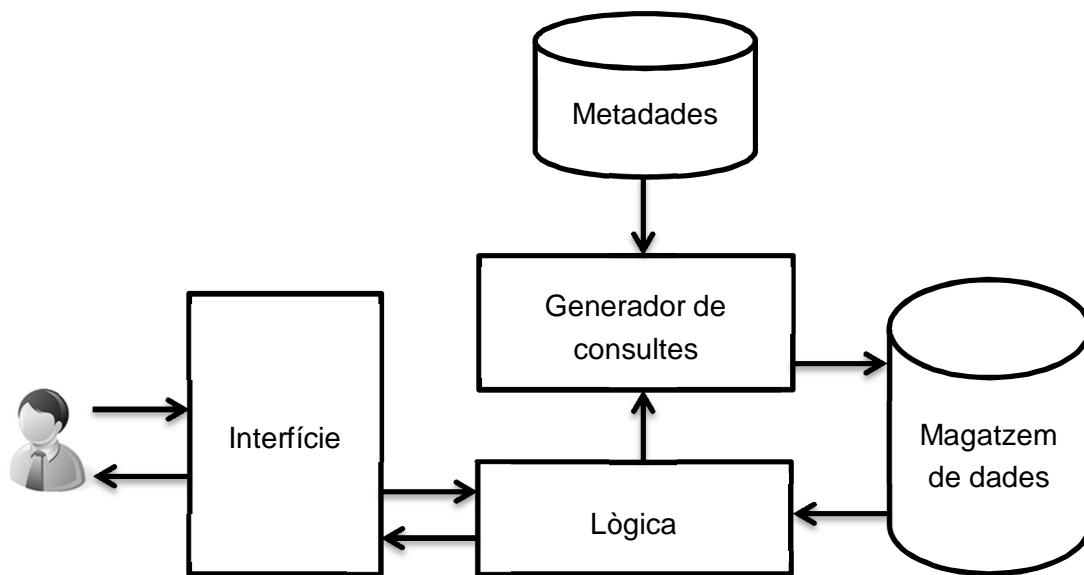 Metadades
Generador de
consultes
Interfície
Magatzem
de dades
Lògica